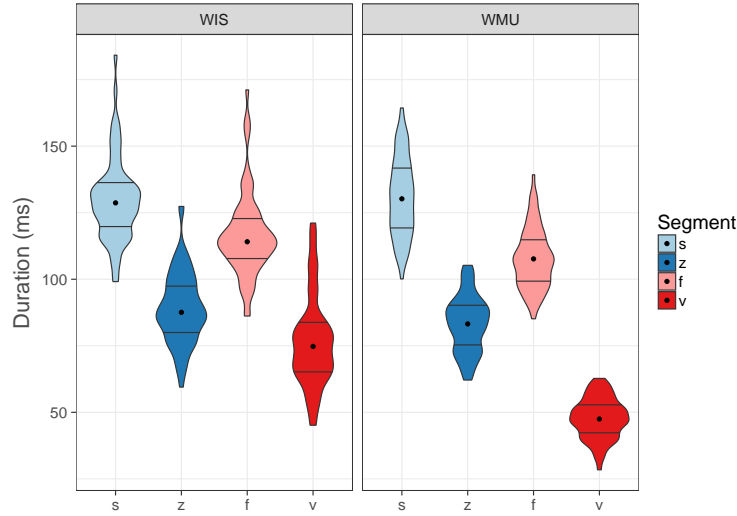 WIS WMU
Duration (ms)
150
100
50
s z f v s z f v
Segment
s
z
f
v